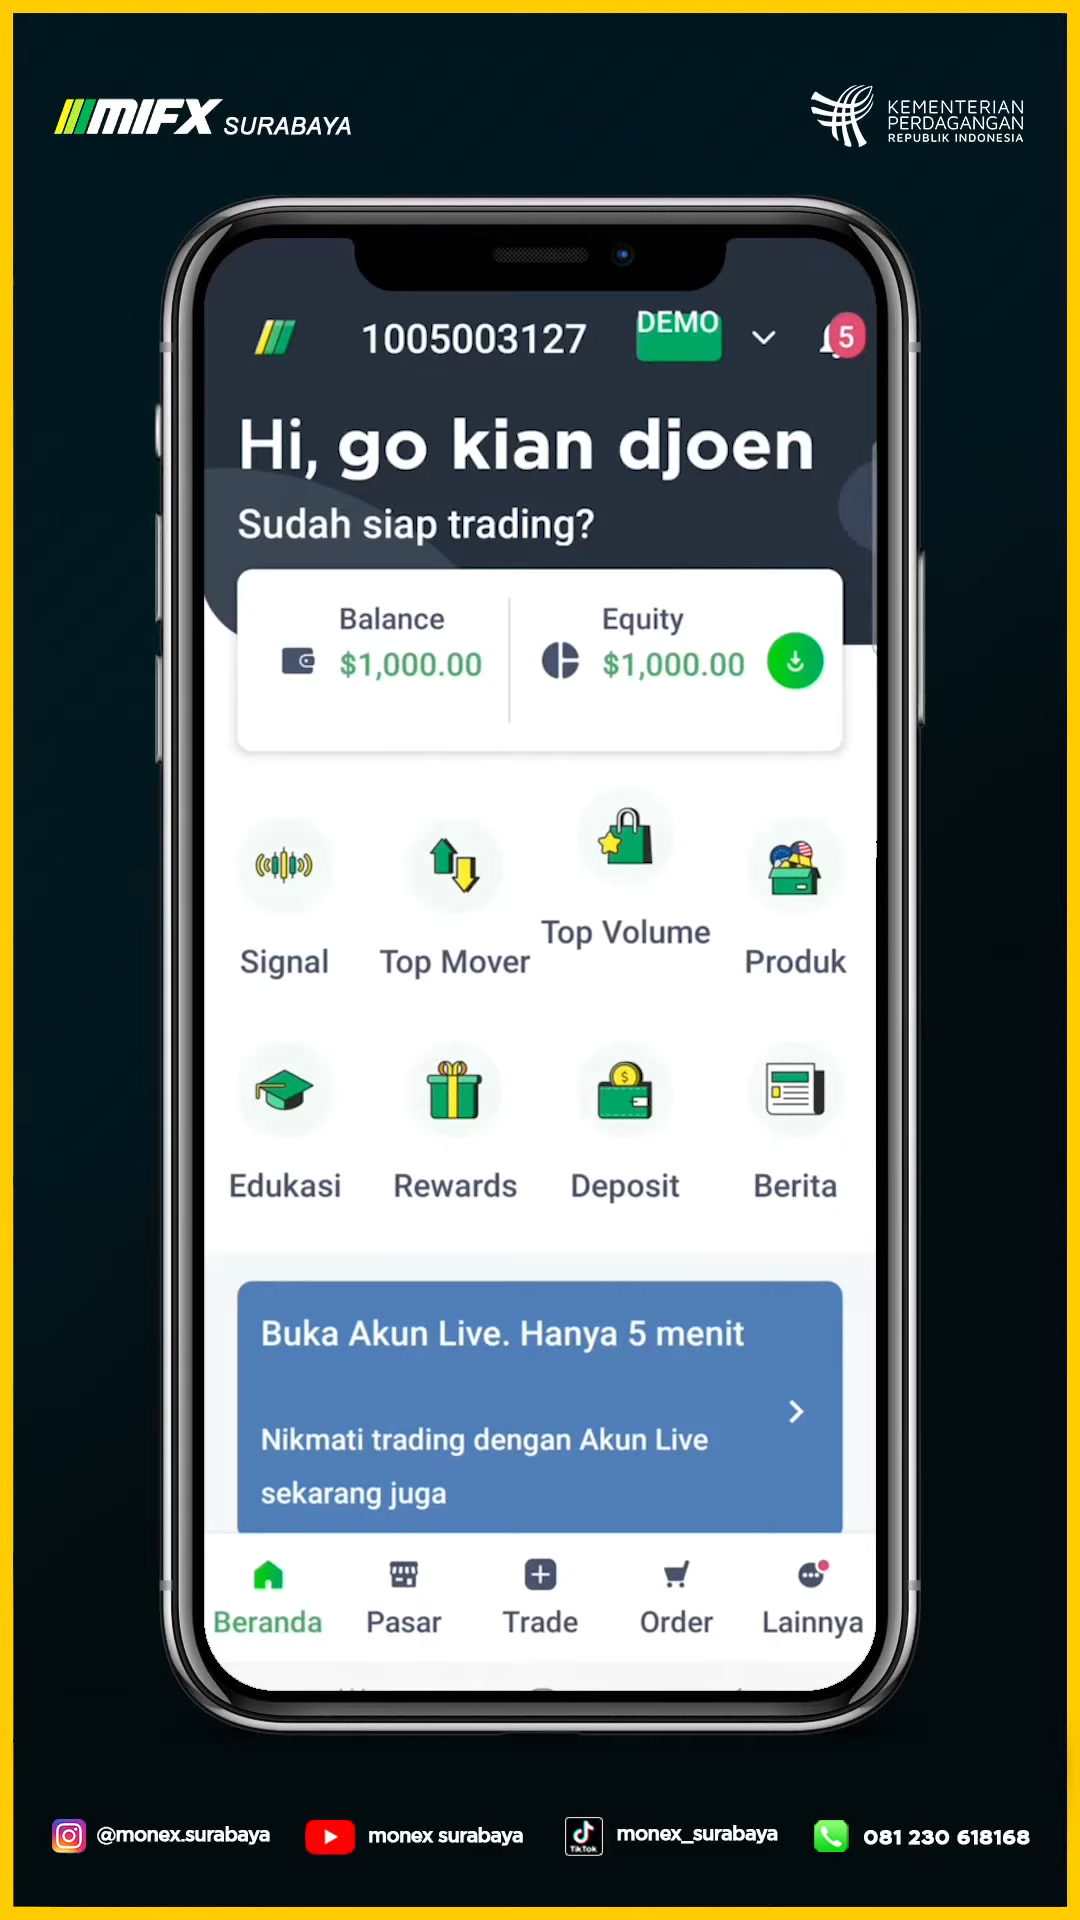 MIFX SURABAYA
KEMENTERIAN
PERDAGANGAN
REPUBLIK INDONESIA
1005003127
DEMO
5
Hi, go kian djoen
Sudah siap trading?
Balance
$1,000.00
Equity
$1,000.00
Signal
Top Mover
Top Volume
Produk
Edukasi
Rewards
Deposit
Berita
Buka Akun Live. Hanya 5 menit
Nikmati trading dengan Akun Live
sekarang juga
Beranda
Pasar
Trade
Order
Lainnya
@monex.surabaya
monex surabaya
TikTok
monex_surabaya
081 230 618168